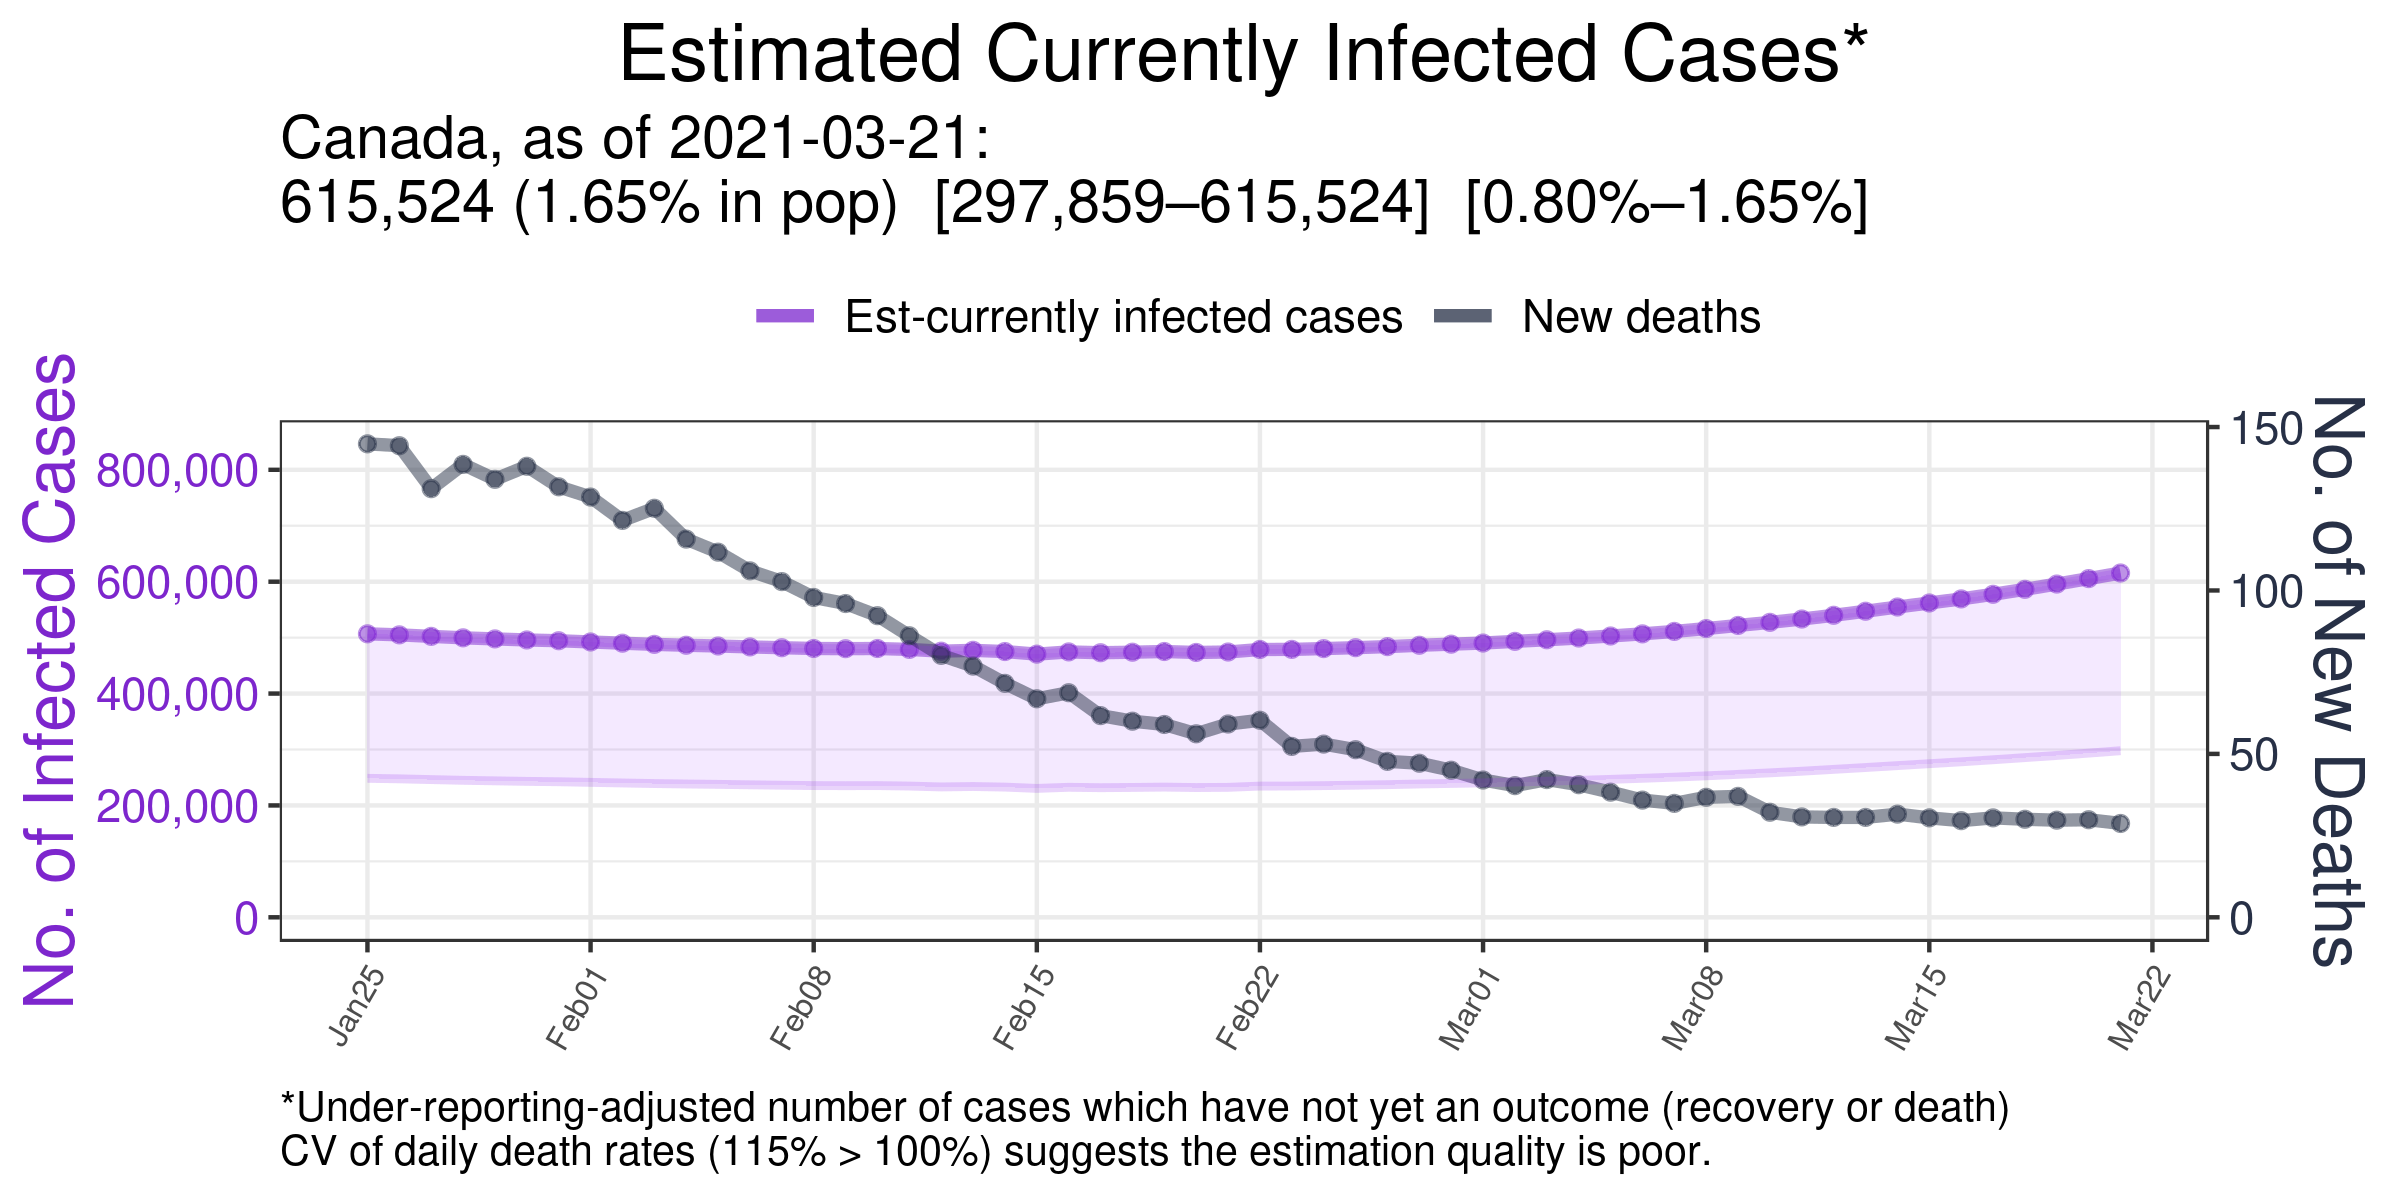 Estimated Currently Infected Cases*
Canada, as of 2021-03-21:
615,524 (1.65% in pop)  [297,859–615,524]  [0.80%–1.65%]
Est-currently infected cases
New deaths
No. of Infected Cases
800,000
600,000
400,000
200,000
0
150
100
50
0
No. of New Deaths
Jan25
Feb01
Feb08
Feb15
Feb22
Mar01
Mar08
Mar15
Mar22
*Under-reporting-adjusted number of cases which have not yet an outcome (recovery or death)
CV of daily death rates (115% > 100%) suggests the estimation quality is poor.